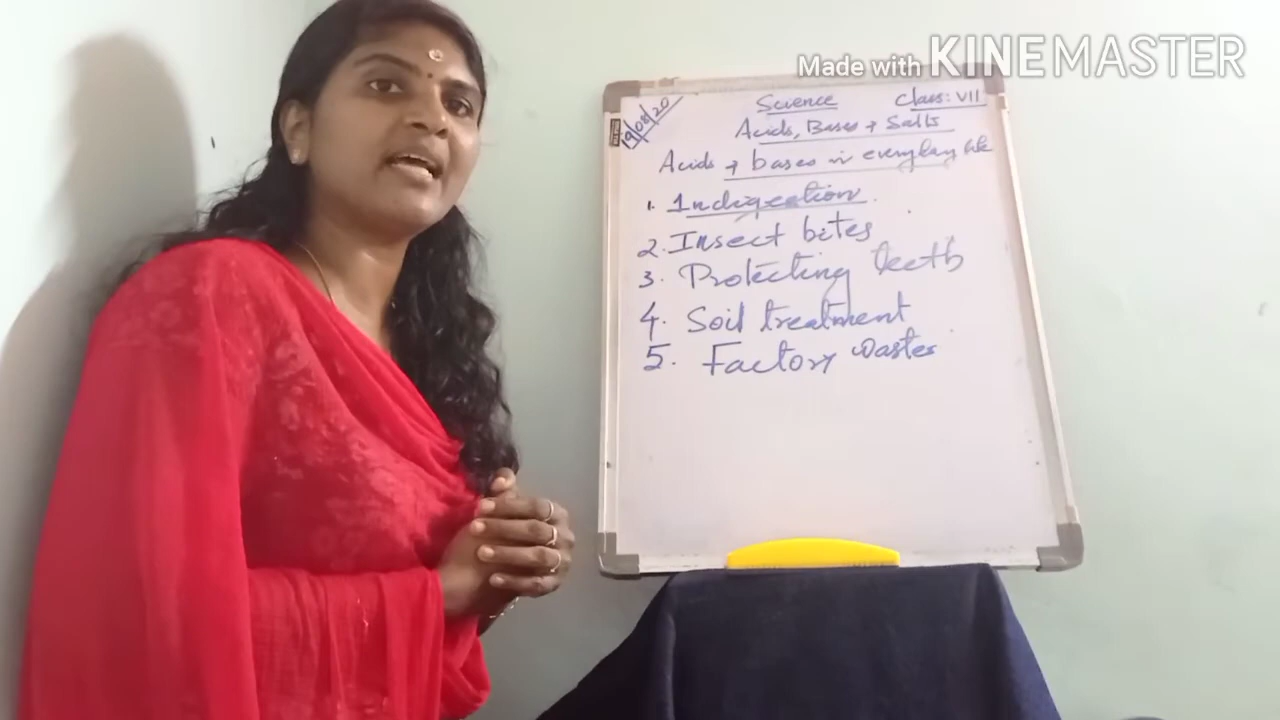 Made with KINEMASTER
19/08/20
Science Class: VII
Acids, Bases & Salts
Acids & bases in everyday life
1. Indigestion.
2. Insect bites
3. Protecting teeth
4. Soil treatment
5. Factory wastes